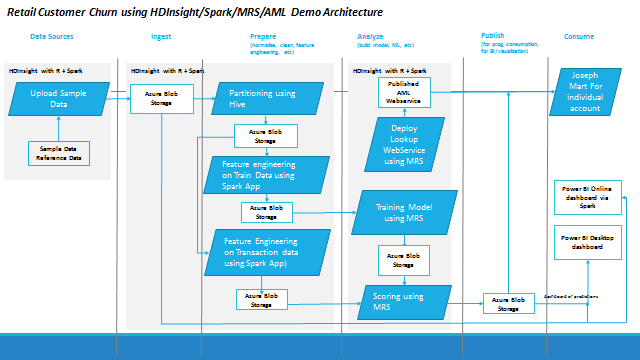 Retail Customer Churn using HDInsight/Spark/MRS/AML Demo Architecture
Data Sources
Ingest
Prepare
(normalize, clean, feature
engineering, etc)
Analyze
(build model, ML, etc)
Publish
(for prog. consumption,
for BI/visualization)
Consume
HDInsight with R + Spark
HDInsight with R + Spark
HDInsight with R + Spark
Upload Sample
Data
Sample Data
Reference Data
Azure Blob
Storage
Partitioning using
Hive
Azure Blob
Storage
Feature engineering
on Train Data using
Spark App
Azure Blob
Storage
Feature Engineering
on Transaction data
using Spark App)
Azure Blob
Storage
Published
AML
Webservice
Deploy
Lookup
WebService
using MRS
Training Model
using MRS
Azure Blob
Storage
Scoring using
MRS
Azure Blob
Storage
Joseph
Mart For
individual
account
Power BI Online
dashboard via
Spark
Power BI Desktop
dashboard
Dashboard of predictions